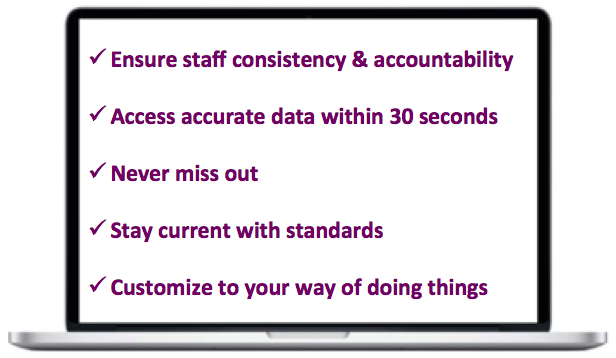 ✓ Ensure staff consistency & accountability
✓ Access accurate data within 30 seconds
✓ Never miss out
✓ Stay current with standards
✓ Customize to your way of doing things